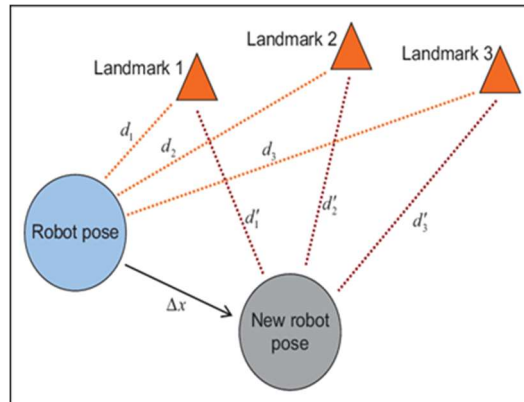 Landmark 2
Landmark 3
Landmark 1
d₁
d₂
d₃
Robot pose
d′₁
d′₂
d′₃
Δx
New robot
pose